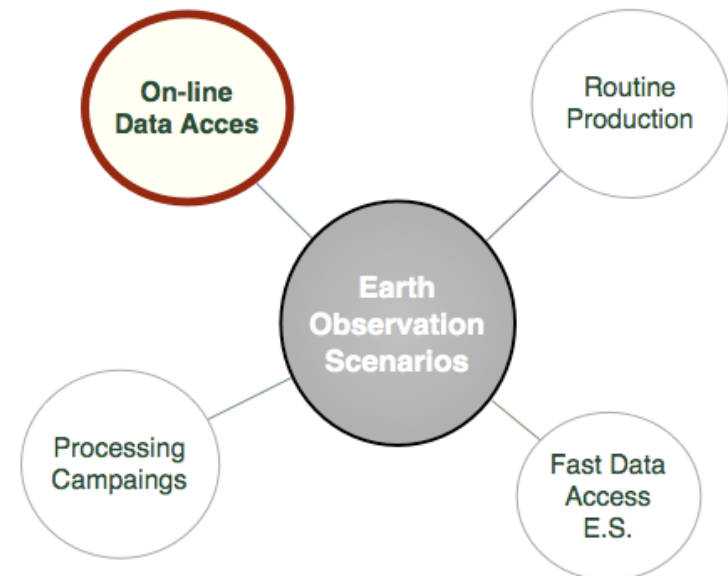 On-line
Data Acces
Routine
Production
Earth
Observation
Scenarios
Processing
Campaings
Fast Data
Access
E.S.